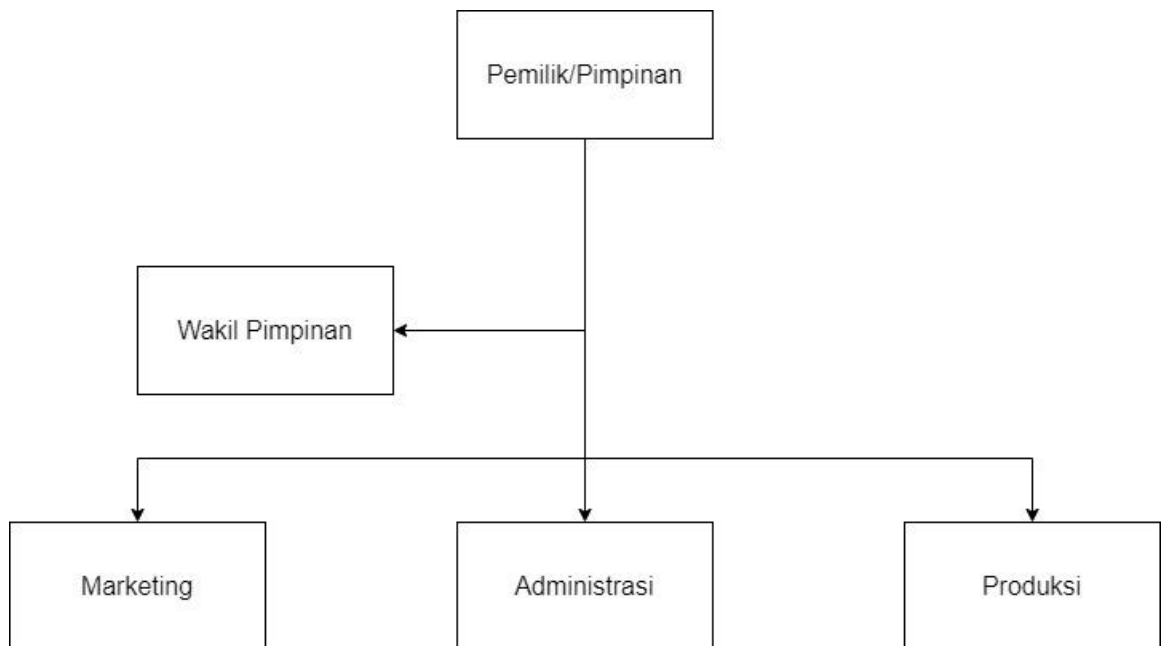 Pemilik/Pimpinan
Wakil Pimpinan
Marketing
Administrasi
Produksi